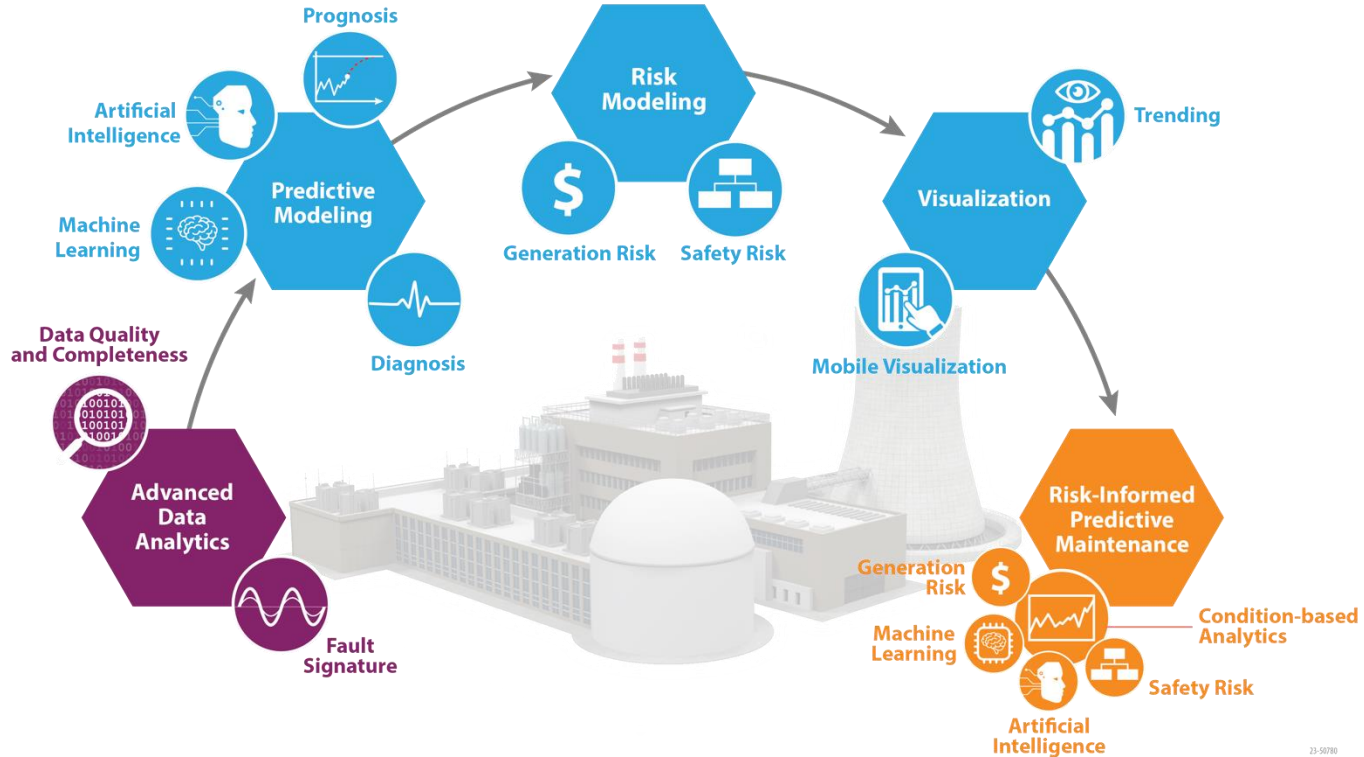 Prognosis
Artificial
Intelligence
Machine
Learning
Predictive
Modeling
Diagnosis
Risk
Modeling
Generation Risk
Safety Risk
Visualization
Trending
Mobile Visualization
Data Quality
and Completeness
Advanced
Data
Analytics
Fault
Signature
Risk-Informed
Predictive
Maintenance
Generation
Risk
Machine
Learning
Artificial
Intelligence
Safety Risk
Condition-based
Analytics
23-50780